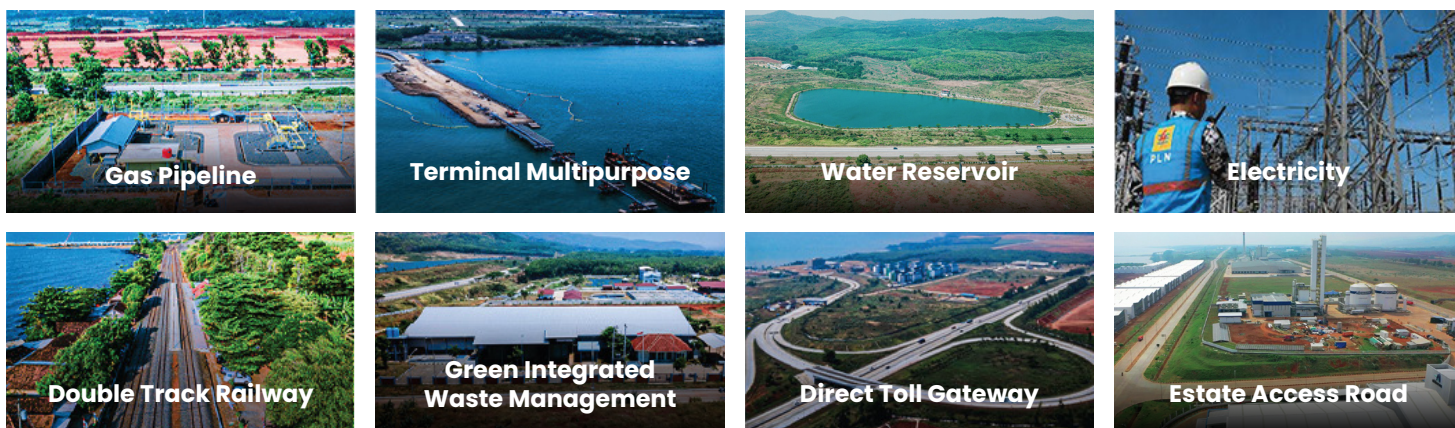 Gas Pipeline
Terminal Multipurpose
Water Reservoir
Electricity
PLN
Double Track Railway
Green Integrated
Waste Management
Direct Toll Gateway
Estate Access Road